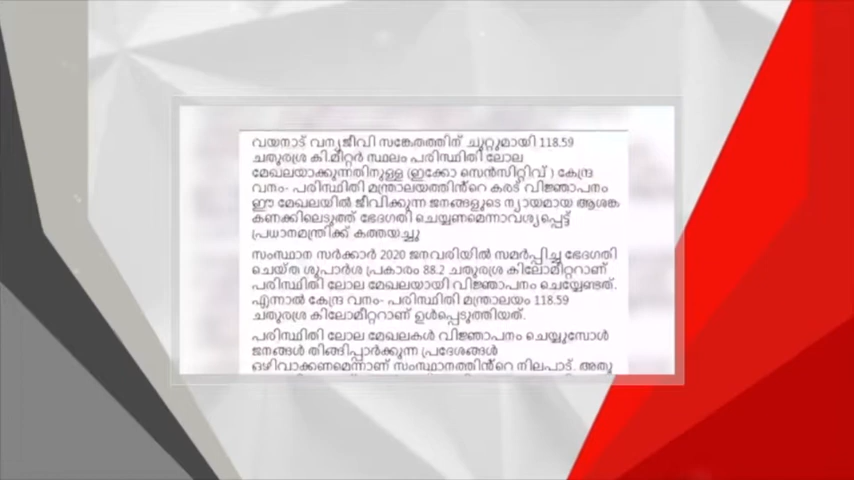 വയനാട് വന്യജീവി സങ്കേതത്തിന് ചുറ്റുമായി 118.59
ചതുരശ്ര കി.മീറ്റർ സ്ഥലം പരിസ്ഥിതി ലോല
മേഖലയാക്കുന്നതിനുള്ള (ഇക്കോ സെൻസിറ്റിവ് ) കേന്ദ്ര
വനം- പരിസ്ഥിതി മന്ത്രാലയത്തിൻ്റെ കരട് വിജ്ഞാപനം
ഈ മേഖലയിൽ ജീവിക്കുന്ന ജനങ്ങളുടെ ന്യായമായ ആശങ്ക
കണക്കിലെടുത്ത് ഭേദഗതി ചെയ്യണമെന്നാവശ്യപ്പെട്ട്
പ്രധാനമന്ത്രിക്ക് കത്തയച്ചു
സംസ്ഥാന സർക്കാർ 2020 ജനവരിയിൽ സമർപ്പിച്ച ഭേദഗതി
ചെയ്ത ശുപാർശ പ്രകാരം 88.2 ചതുരശ്ര കിലോമീറ്ററാണ്
പരിസ്ഥിതി ലോല മേഖലയായി വിജ്ഞാപനം ചെയ്യേണ്ടത്.
എന്നാൽ കേന്ദ്ര വനം- പരിസ്ഥിതി മന്ത്രാലയം 118.59
ചതുരശ്ര കിലോമീറ്ററാണ് ഉൾപ്പെടുത്തിയത്.
പരിസ്ഥിതി ലോല മേഖലകൾ വിജ്ഞാപനം ചെയ്യുമ്പോൾ
ജനങ്ങൾ തിങ്ങിപ്പാർക്കുന്ന പ്രദേശങ്ങൾ
ഒഴിവാക്കണമെന്നാണ് സംസ്ഥാനത്തിൻ്റെ നിലപാട്. അതു